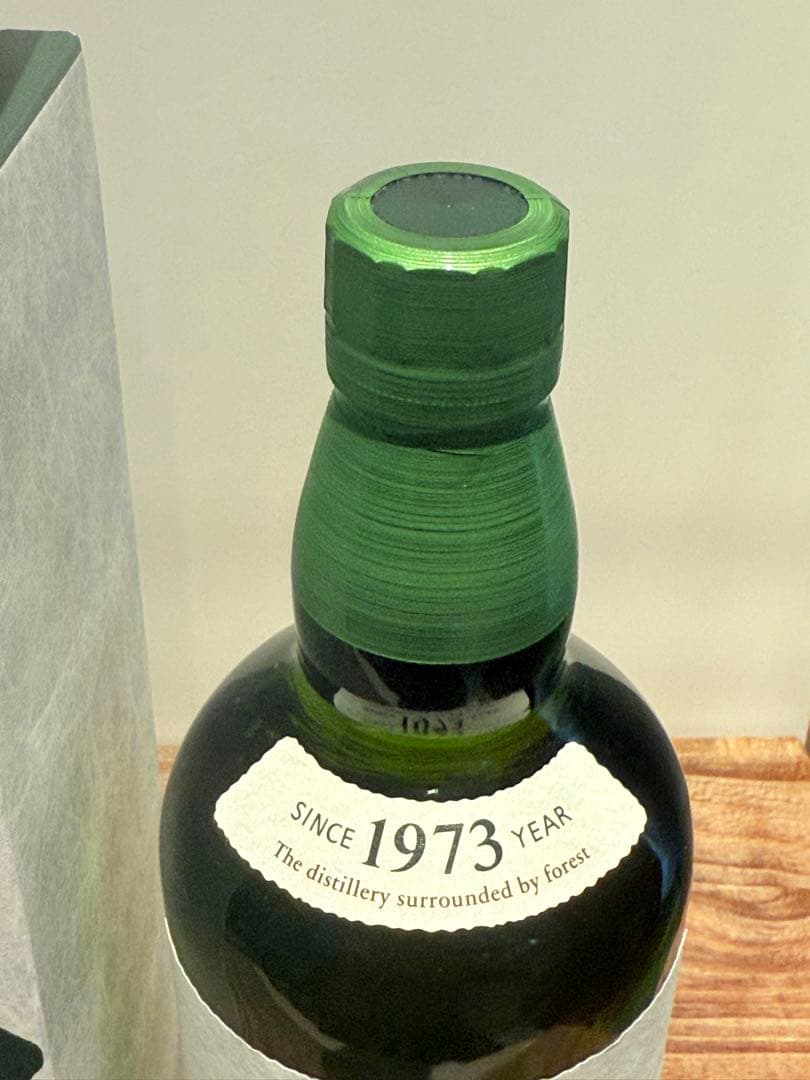 SINCE 1973 YEAR
The distillery surrounded by forest